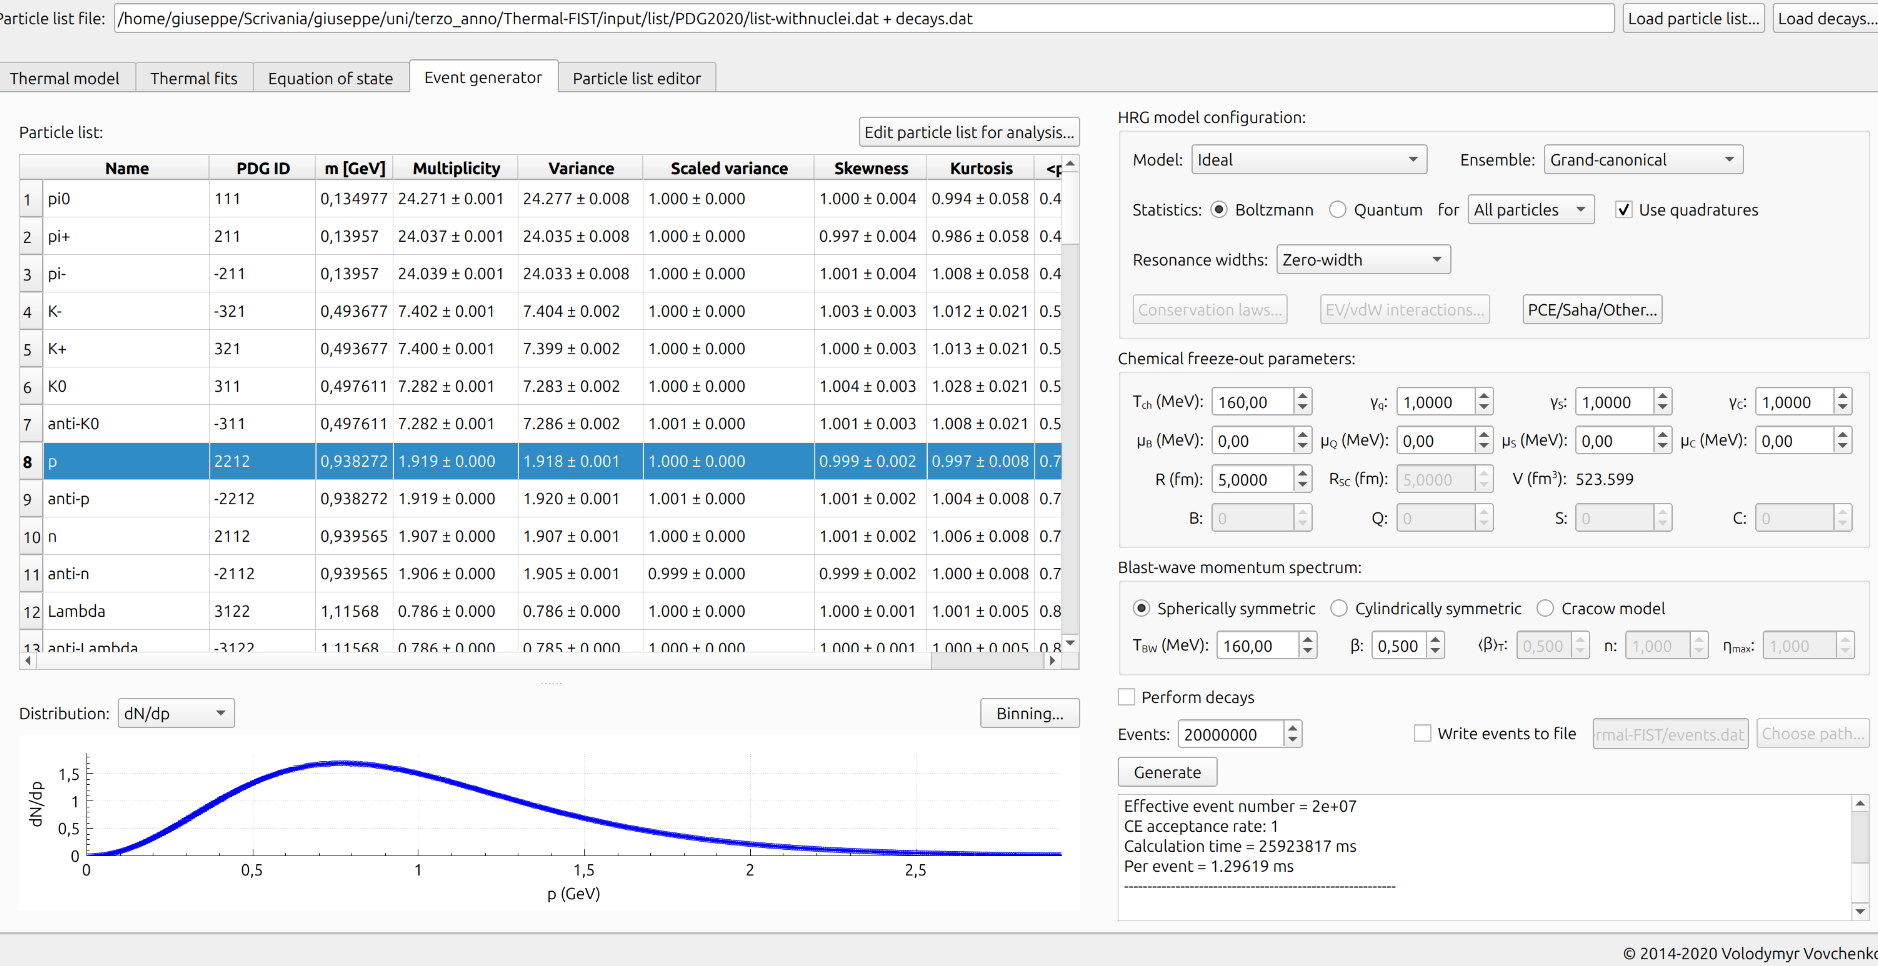 Particle list file: /home/giuseppe/Scrivania/giuseppe/uni/terzo_anno/Thermal-FIST/input/list/PDG2020/list-withnuclei.dat + decays.dat Load particle list... Load decays...
Thermal model Thermal fits Equation of state Event generator Particle list editor
Particle list: Edit particle list for analysis...
Name PDG ID m [GeV] Multiplicity Variance Scaled variance Skewness Kurtosis <p
1 pi0 111 0,134977 24.271 ± 0.001 24.277 ± 0.008 1.000 ± 0.000 1.000 ± 0.004 0.994 ± 0.058 0.4
2 pi+ 211 0,13957 24.037 ± 0.001 24.035 ± 0.008 1.000 ± 0.000 0.997 ± 0.004 0.986 ± 0.058 0.4
3 pi- -211 0,13957 24.039 ± 0.001 24.033 ± 0.008 1.000 ± 0.000 1.001 ± 0.004 1.008 ± 0.058 0.4
4 K- -321 0,493677 7.402 ± 0.001 7.404 ± 0.002 1.000 ± 0.000 1.003 ± 0.003 1.012 ± 0.021 0.5
5 K+ 321 0,493677 7.400 ± 0.001 7.399 ± 0.002 1.000 ± 0.000 1.000 ± 0.003 1.013 ± 0.021 0.5
6 K0 311 0,497611 7.282 ± 0.001 7.283 ± 0.002 1.000 ± 0.000 1.004 ± 0.003 1.028 ± 0.021 0.5
7 anti-K0 -311 0,497611 7.282 ± 0.001 7.286 ± 0.002 1.001 ± 0.000 1.001 ± 0.003 1.008 ± 0.021 0.5
8 p 2212 0,938272 1.919 ± 0.000 1.918 ± 0.001 1.000 ± 0.000 0.999 ± 0.002 0.997 ± 0.008 0.7
9 anti-p -2212 0,938272 1.919 ± 0.000 1.920 ± 0.001 1.001 ± 0.000 1.001 ± 0.002 1.004 ± 0.008 0.7
10 n 2112 0,939565 1.907 ± 0.000 1.907 ± 0.001 1.000 ± 0.000 1.001 ± 0.002 1.006 ± 0.008 0.7
11 anti-n -2112 0,939565 1.906 ± 0.000 1.905 ± 0.001 0.999 ± 0.000 0.999 ± 0.002 1.000 ± 0.008 0.7
12 Lambda 3122 1,11568 0.786 ± 0.000 0.786 ± 0.000 1.000 ± 0.000 1.000 ± 0.001 1.001 ± 0.005 0.8
13 anti-Lambda -3122 1,11568 0.786 ± 0.000 0.785 ± 0.000 1.000 ± 0.000 1.000 ± 0.001 1.000 ± 0.005 0.8
Distribution: dN/dp Binning...
dN/dp
1,5
1
0,5
0
0 0,5 1 1,5 2 2,5
p (GeV)
HRG model configuration:
Model: Ideal Ensemble: Grand-canonical
Statistics: Boltzmann Quantum for All particles Use quadratures
Resonance widths: Zero-width
Conservation laws... EV/vdW interactions... PCE/Saha/Other...
Chemical freeze-out parameters:
Tch (MeV): 160,00 γq: 1,0000 γS: 1,0000 γC: 1,0000
μB (MeV): 0,00 μQ (MeV): 0,00 μS (MeV): 0,00 μC (MeV): 0,00
R (fm): 5,0000 RSC (fm): 5,0000 V (fm³): 523.599
B: 0 Q: 0 S: 0 C: 0
Blast-wave momentum spectrum:
Spherically symmetric Cylindrically symmetric Cracow model
TBW (MeV): 160,00 β: 0,500 ⟨β⟩T: 0,500 n: 1,000 ηmax: 1,000
Perform decays
Events: 20000000 Write events to file rmal-FIST/events.dat Choose path...
Generate
Effective event number = 2e+07
CE acceptance rate: 1
Calculation time = 25923817 ms
Per event = 1.29619 ms
----------------------------------------------------------
© 2014-2020 Volodymyr Vovchenko